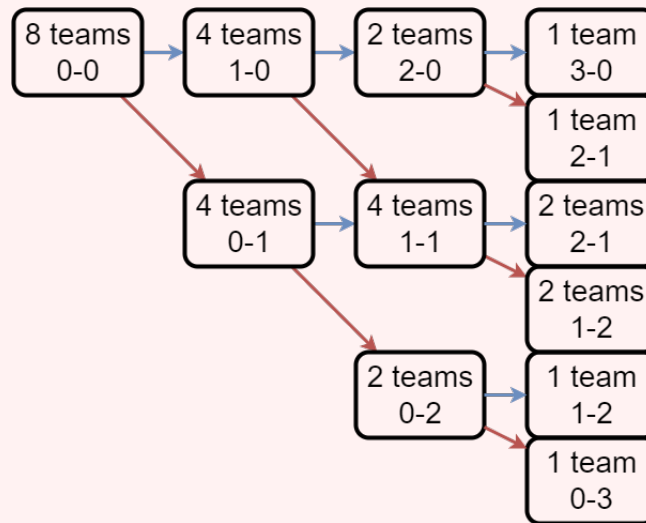 8 teams
0-0
4 teams
1-0
2 teams
2-0
1 team
3-0
1 team
2-1
4 teams
0-1
4 teams
1-1
2 teams
2-1
2 teams
1-2
2 teams
0-2
1 team
1-2
1 team
0-3